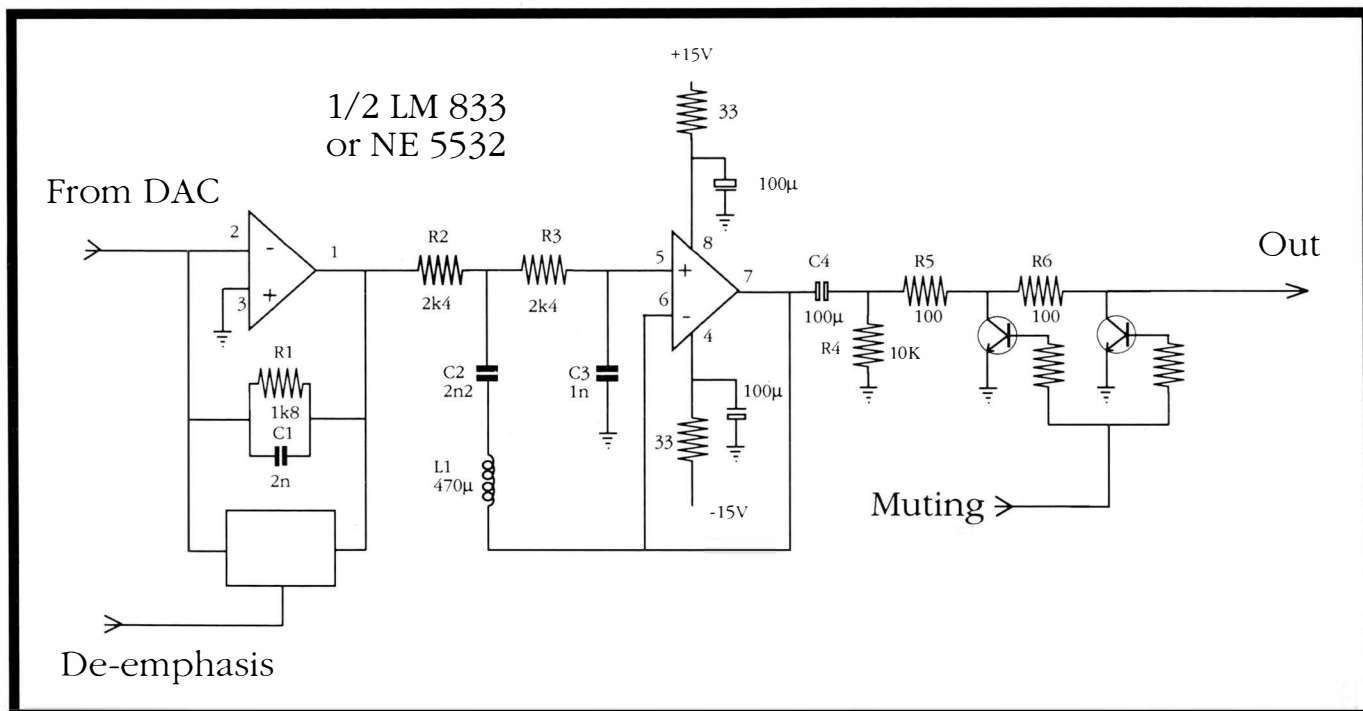 +15V
1/2 LM 833
or NE 5532
33
100µ
From DAC
2
-
1
3
+
R2
2k4
R3
2k4
5
+
6
-
8
7
4
C4
100µ
R5
100
R6
100
Out
R4
10K
R1
1k8
C1
2n
C2
2n2
C3
1n
100µ
33
L1
470µ
-15V
Muting
De-emphasis